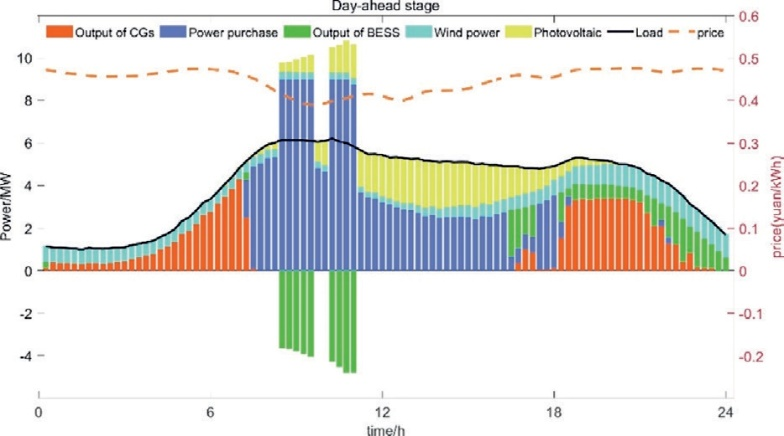 Day-ahead stage
Output of CGs Power purchase Output of BESS Wind power Photovoltaic Load price
10
8
6
4
2
0
-2
-4
Power/MW
0.6
0.5
0.4
0.3
0.2
0.1
0
-0.1
-0.2
price(yuan/kWh)
0 6 12 18 24
time/h